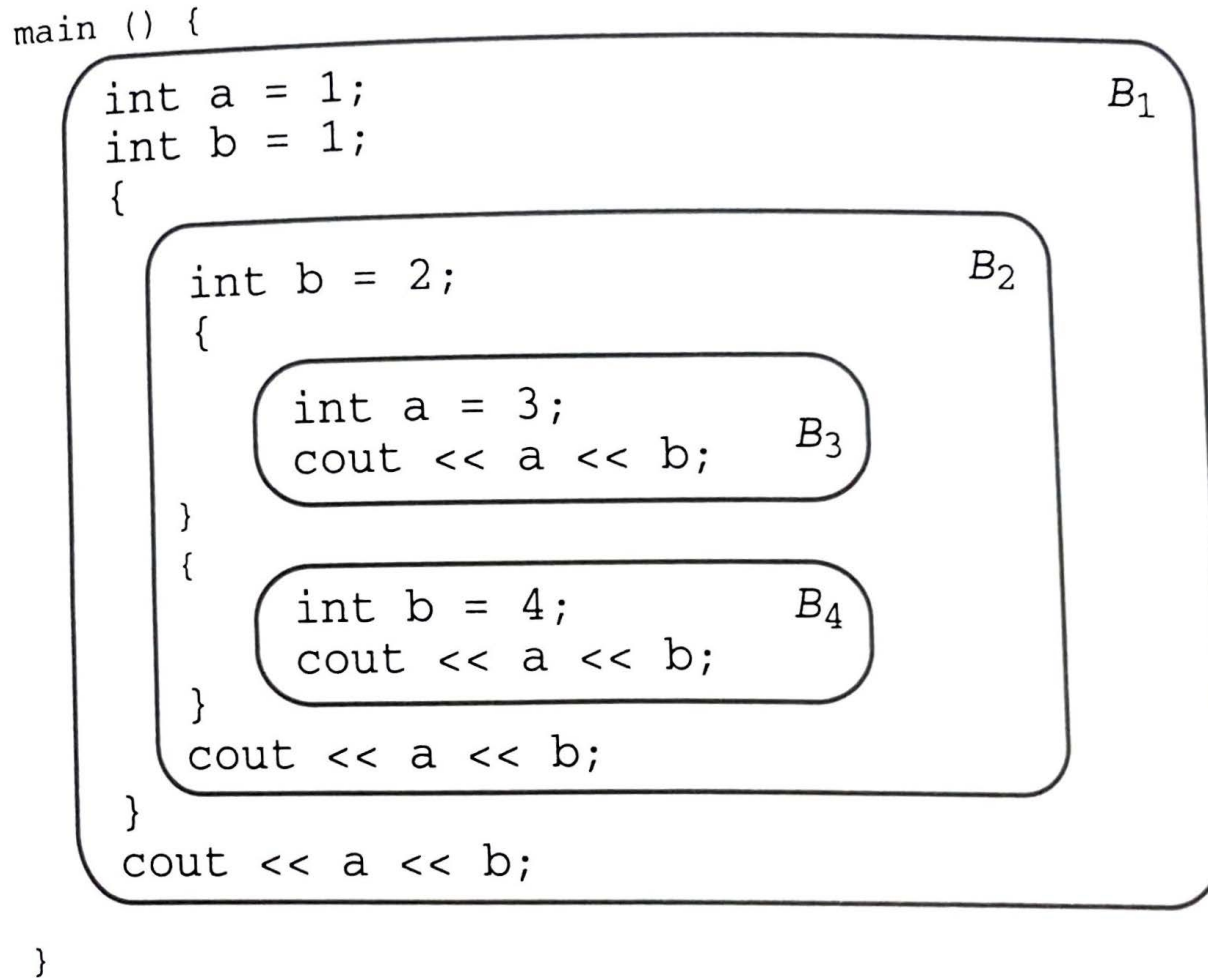 main () {
int a = 1; B1
int b = 1;
{
int b = 2; B2
{
int a = 3;
cout << a << b; B3
}
{
int b = 4; B4
cout << a << b;
}
cout << a << b;
}
cout << a << b;
}